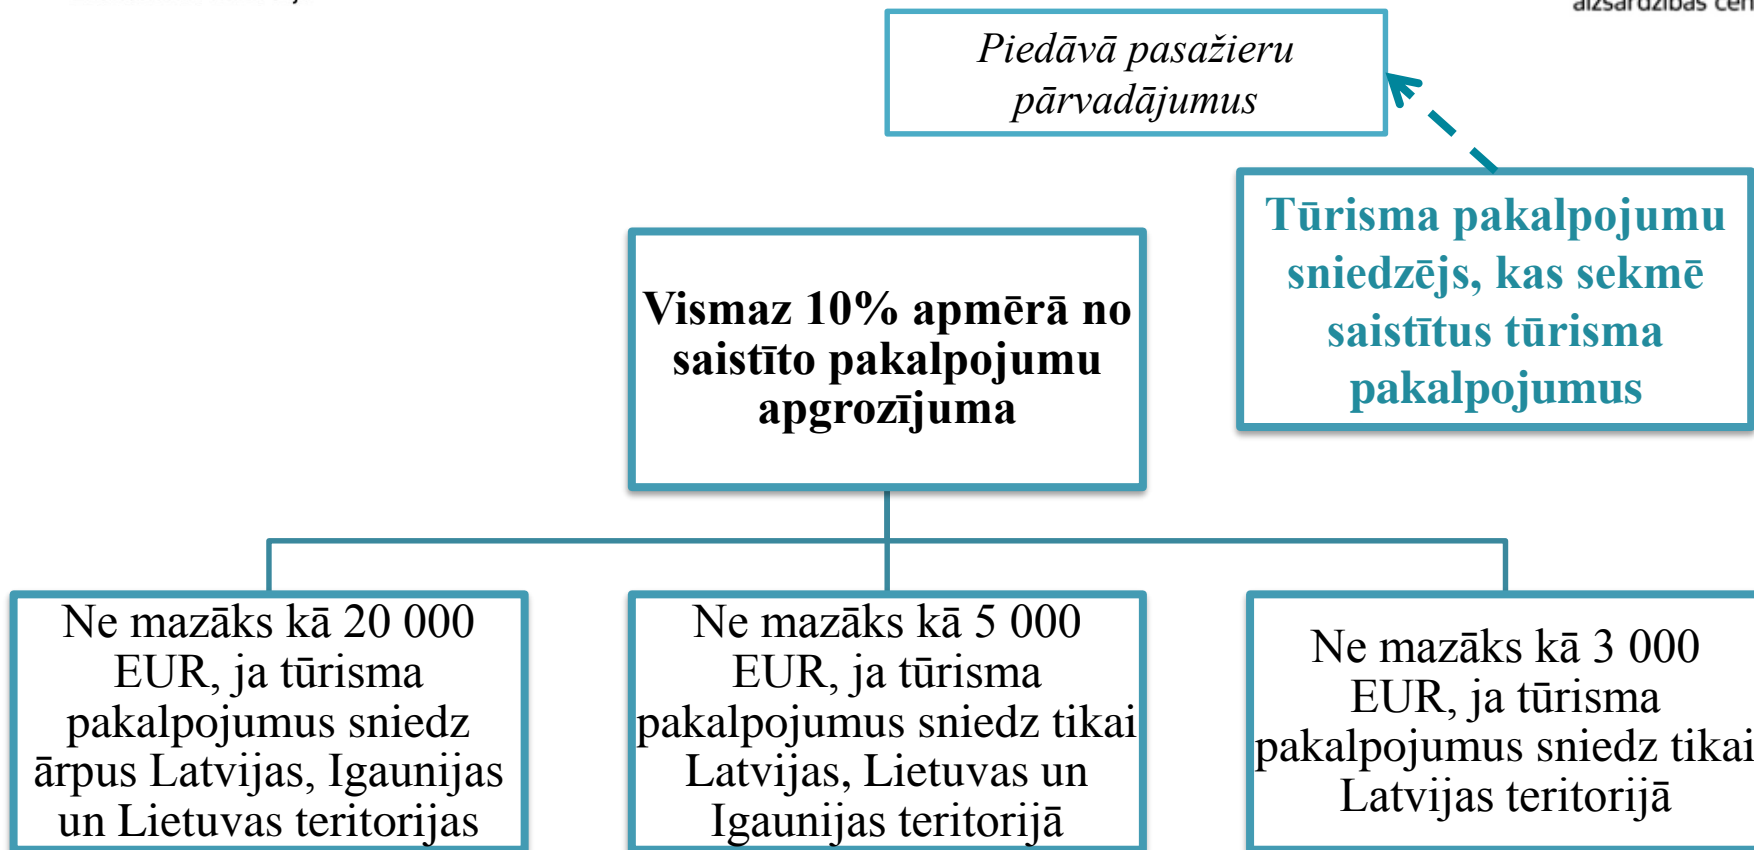 aizsardzības cen
Piedāvā pasažieru
pārvadājumus
Tūrisma pakalpojumu
sniedzējs, kas sekmē
saistītus tūrisma
pakalpojumus
Vismaz 10% apmērā no
saistīto pakalpojumu
apgrozījuma
Ne mazāks kā 20 000
EUR, ja tūrisma
pakalpojumus sniedz
ārpus Latvijas, Igaunijas
un Lietuvas teritorijas
Ne mazāks kā 5 000
EUR, ja tūrisma
pakalpojumus sniedz tikai
Latvijas, Lietuvas un
Igaunijas teritorijā
Ne mazāks kā 3 000
EUR, ja tūrisma
pakalpojumus sniedz tikai
Latvijas teritorijā